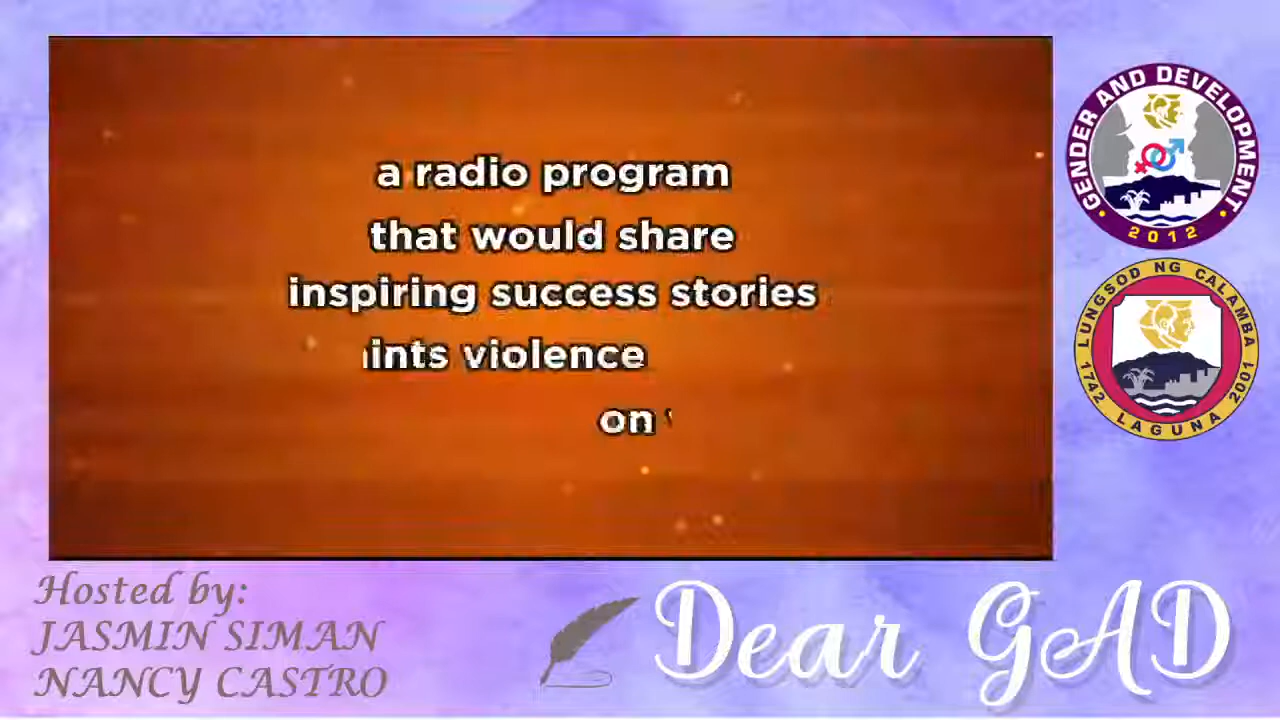 a radio program
that would share
inspiring success stories
ints violence
on
GENDER AND DEVELOPMENT
2012
LUNGSOD NG CALAMBA
1742 2001
LAGUNA
Hosted by:
JASMIN SIMAN
NANCY CASTRO
Dear GAD